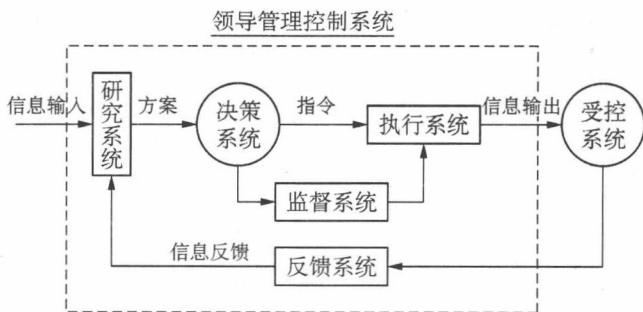 领导管理控制系统
信息输入
研究系统
方案
决策
系统
指令
执行系统
信息输出
受控
系统
监督系统
信息反馈
反馈系统